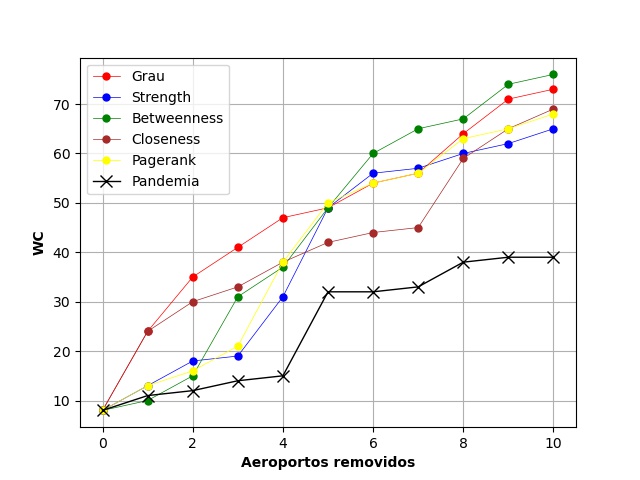 Grau
Strength
Betweenness
Closeness
Pagerank
Pandemia
WC
70
60
50
40
30
20
10
0 2 4 6 8 10
Aeroportos removidos